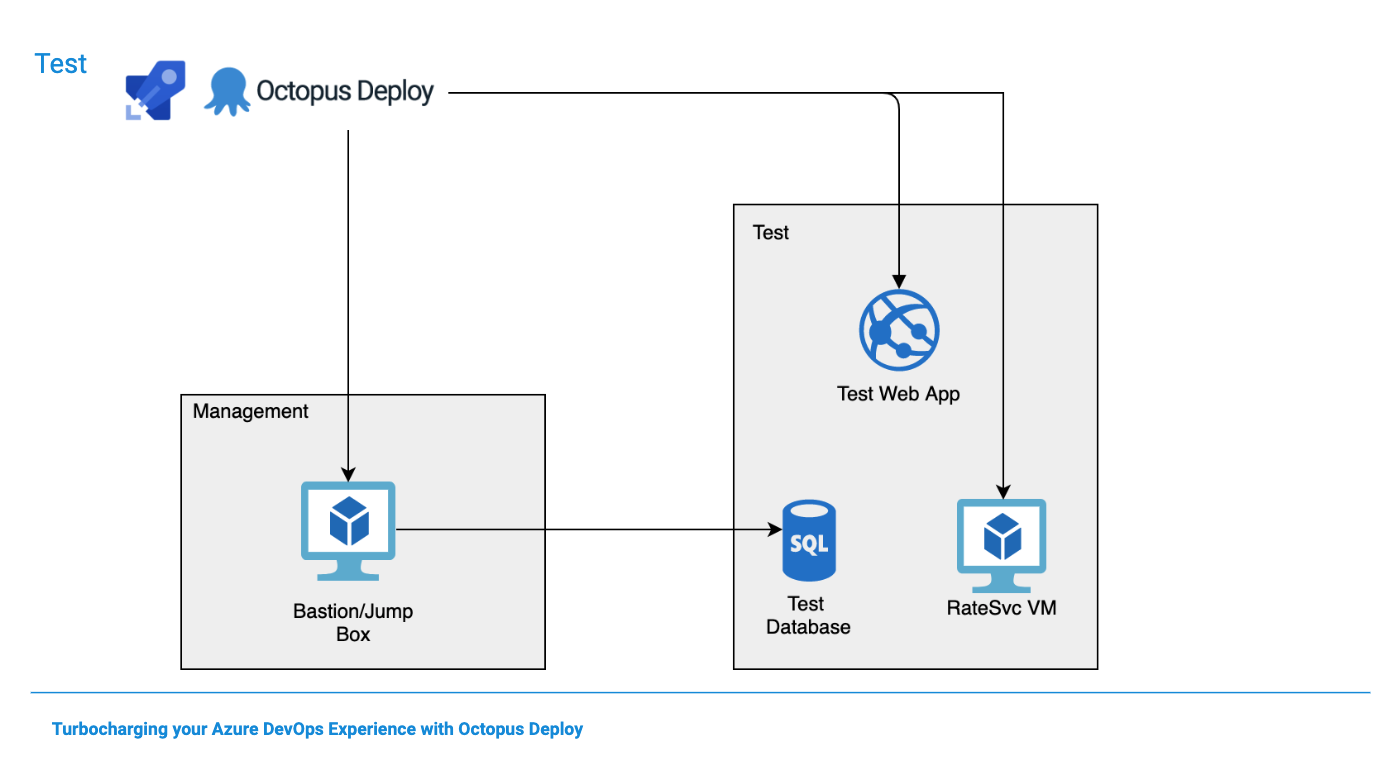 Test
Octopus Deploy
Test
Test Web App
Management
SQL
Bastion/Jump
Box
Test
Database
RateSvc VM
Turbocharging your Azure DevOps Experience with Octopus Deploy